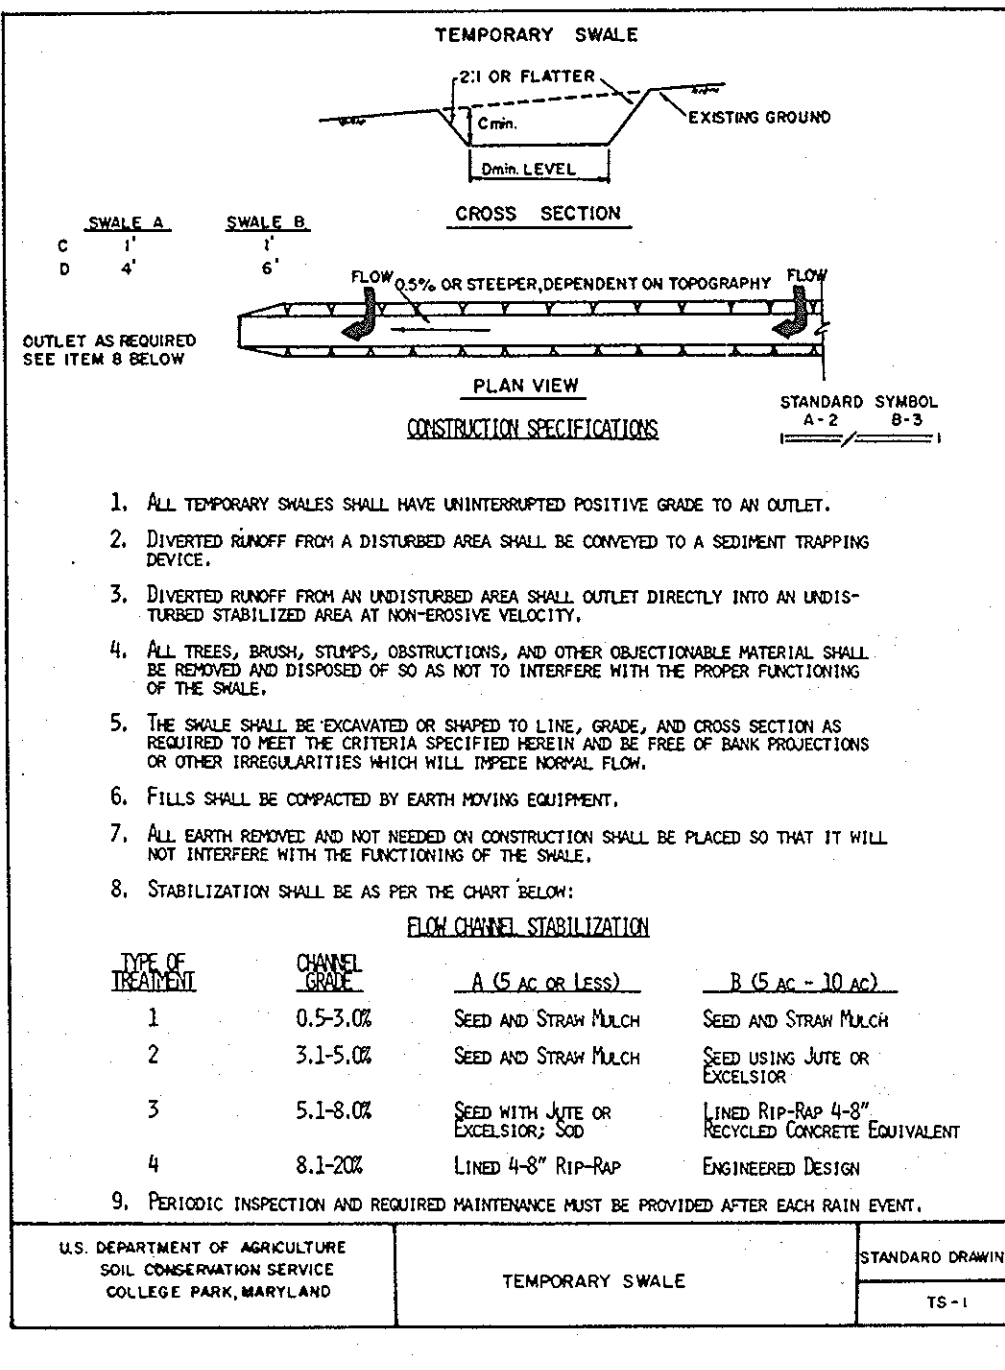 TEMPORARY SWALE
2:1 OR FLATTER
Cmin.
EXISTING GROUND
Dmin. LEVEL
CROSS SECTION
SWALE A SWALE B
C 1' 1'
D 4' 6'
FLOW 0.5% OR STEEPER, DEPENDENT ON TOPOGRAPHY FLOW
OUTLET AS REQUIRED
SEE ITEM 8 BELOW
PLAN VIEW
STANDARD SYMBOL
A-2 B-3
CONSTRUCTION SPECIFICATIONS
1. ALL TEMPORARY SWALES SHALL HAVE UNINTERRUPTED POSITIVE GRADE TO AN OUTLET.
2. DIVERTED RUNOFF FROM A DISTURBED AREA SHALL BE CONVEYED TO A SEDIMENT TRAPPING
DEVICE.
3. DIVERTED RUNOFF FROM AN UNDISTURBED AREA SHALL OUTLET DIRECTLY INTO AN UNDIS-
TURBED STABILIZED AREA AT NON-EROSIVE VELOCITY.
4. ALL TREES, BRUSH, STUMPS, OBSTRUCTIONS, AND OTHER OBJECTIONABLE MATERIAL SHALL
BE REMOVED AND DISPOSED OF SO AS NOT TO INTERFERE WITH THE PROPER FUNCTIONING
OF THE SWALE.
5. THE SWALE SHALL BE EXCAVATED OR SHAPED TO LINE, GRADE, AND CROSS SECTION AS
REQUIRED TO MEET THE CRITERIA SPECIFIED HEREIN AND BE FREE OF BANK PROJECTIONS
OR OTHER IRREGULARITIES WHICH WILL IMPEDE NORMAL FLOW.
6. FILLS SHALL BE COMPACTED BY EARTH MOVING EQUIPMENT.
7. ALL EARTH REMOVED AND NOT NEEDED ON CONSTRUCTION SHALL BE PLACED SO THAT IT WILL
NOT INTERFERE WITH THE FUNCTIONING OF THE SWALE.
8. STABILIZATION SHALL BE AS PER THE CHART BELOW:
FLOW CHANNEL STABILIZATION
TYPE OF CHANNEL
TREATMENT GRADE A (5 AC OR LESS) B (5 AC - 10 AC)
1 0.5-3.0% SEED AND STRAW MULCH SEED AND STRAW MULCH
2 3.1-5.0% SEED AND STRAW MULCH SEED USING JUTE OR
EXCELSIOR
3 5.1-8.0% SEED WITH JUTE OR LINED RIP-RAP 4-8"
EXCELSIOR; SOD RECYCLED CONCRETE EQUIVALENT
4 8.1-20% LINED 4-8" RIP-RAP ENGINEERED DESIGN
9. PERIODIC INSPECTION AND REQUIRED MAINTENANCE MUST BE PROVIDED AFTER EACH RAIN EVENT.
U.S. DEPARTMENT OF AGRICULTURE
SOIL CONSERVATION SERVICE
COLLEGE PARK, MARYLAND
TEMPORARY SWALE
STANDARD DRAWIN
TS-1